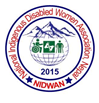 National Indigenous Disabled Women Association, Nepal
2015
NIDWAN